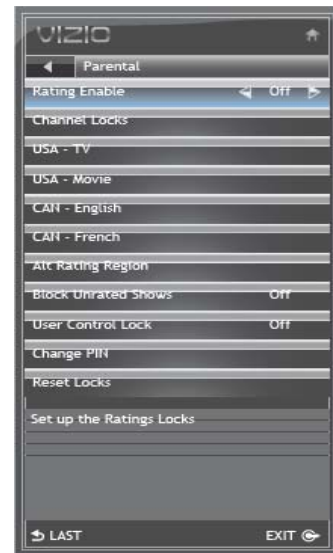 VIZIO
Parental
Rating Enable Off
Channel Locks
USA - TV
USA - Movie
CAN - English
CAN - French
Alt Rating Region
Block Unrated Shows Off
User Control Lock Off
Change PIN
Reset Locks
Set up the Ratings Locks
LAST EXIT